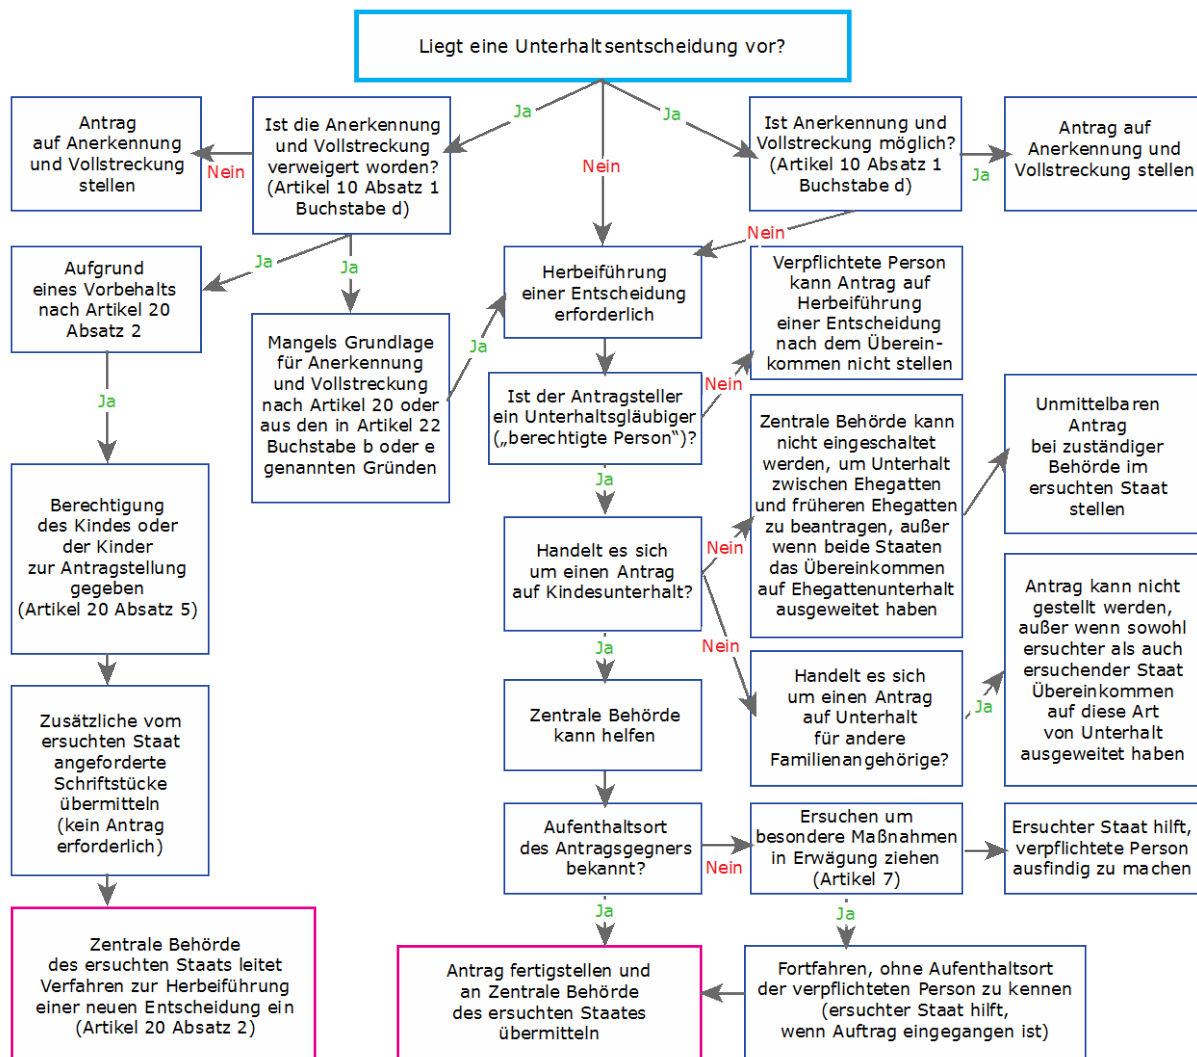 Liegt eine Unterhaltsentscheidung vor?
Ja
Nein
Ja
Antrag
auf Anerkennung
und Vollstreckung
stellen
Nein
Ist die Anerkennung
und Vollstreckung
verweigert worden?
(Artikel 10 Absatz 1
Buchstabe d)
Ist Anerkennung und
Vollstreckung möglich?
(Artikel 10 Absatz 1
Buchstabe d)
Ja
Antrag auf
Anerkennung und
Vollstreckung stellen
Ja
Ja
Nein
Aufgrund
eines Vorbehalts
nach Artikel 20
Absatz 2
Ja
Mangels Grundlage
für Anerkennung
und Vollstreckung
nach Artikel 20 oder
aus den in Artikel 22
Buchstabe b oder e
genannten Gründen
Ja
Herbeiführung
einer Entscheidung
erforderlich
Verpflichtete Person
kann Antrag auf
Herbeiführung
einer Entscheidung
nach dem Überein-
kommen nicht stellen
Nein
Ist der Antragsteller
ein Unterhaltsgläubiger
(„berechtigte Person“)?
Ja
Zentrale Behörde kann
nicht eingeschaltet
werden, um Unterhalt
zwischen Ehegatten
und früheren Ehegatten
zu beantragen, außer
wenn beide Staaten
das Übereinkommen
auf Ehegattenunterhalt
ausgeweitet haben
Unmittelbaren
Antrag
bei zuständiger
Behörde im
ersuchten Staat
stellen
Berechtigung
des Kindes oder
der Kinder
zur Antragstellung
gegeben
(Artikel 20 Absatz 5)
Handelt es sich
um einen Antrag
auf Kindesunterhalt?
Nein
Nein
Ja
Handelt es sich
um einen Antrag
auf Unterhalt
für andere
Familienangehörige?
Ja
Antrag kann nicht
gestellt werden,
außer wenn sowohl
ersuchter als auch
ersuchender Staat
Übereinkommen
auf diese Art
von Unterhalt
ausgeweitet haben
Zusätzliche vom
ersuchten Staat
angeforderte
Schriftstücke
übermitteln
(kein Antrag
erforderlich)
Zentrale Behörde
kann helfen
Aufenthaltsort
des Antragsgegners
bekannt?
Nein
Ersuchen um
besondere Maßnahmen
in Erwägung ziehen
(Artikel 7)
Ersuchter Staat hilft,
verpflichtete Person
ausfindig zu machen
Ja
Ja
Zentrale Behörde
des ersuchten Staats leitet
Verfahren zur Herbeiführung
einer neuen Entscheidung ein
(Artikel 20 Absatz 2)
Antrag fertigstellen und
an Zentrale Behörde
des ersuchten Staates
übermitteln
Fortfahren, ohne Aufenthaltsort
der verpflichteten Person zu kennen
(ersuchter Staat hilft,
wenn Auftrag eingegangen ist)